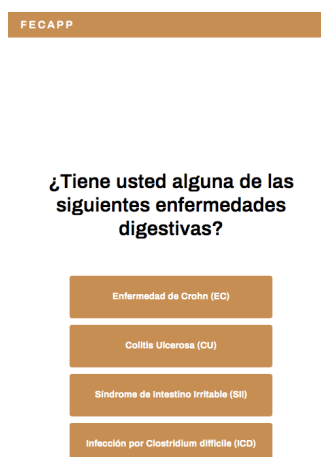 FECAPP
¿Tiene usted alguna de las
siguientes enfermedades
digestivas?
Enfermedad de Crohn (EC)
Colitis Ulcerosa (CU)
Síndrome de Intestino Irritable (SII)
Infección por Clostridium difficile (ICD)